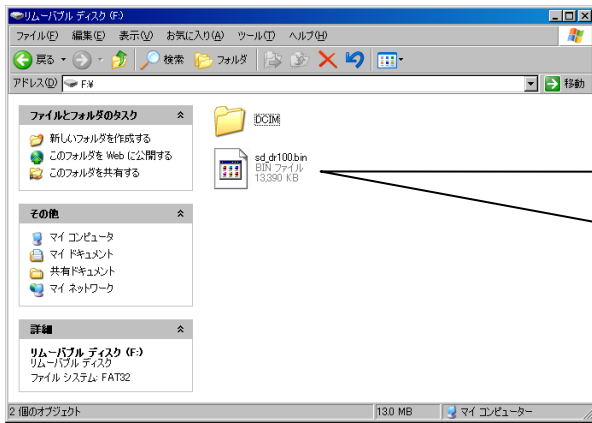 リムーバブル ディスク (F:)
ファイル(F) 編集(E) 表示(V) お気に入り(A) ツール(T) ヘルプ(H)
戻る 検索 フォルダ
アドレス(D) F:¥ 移動
ファイルとフォルダのタスク
新しいフォルダを作成する
このフォルダを Web に公開する
このフォルダを共有する
その他
マイ コンピュータ
マイ ドキュメント
共有ドキュメント
マイ ネットワーク
詳細
リムーバブル ディスク (F:)
リムーバブル ディスク
ファイル システム: FAT32
DCIM
sd_dr100.bin
BIN ファイル
13,390 KB
2 個のオブジェクト 13.0 MB マイ コンピューター